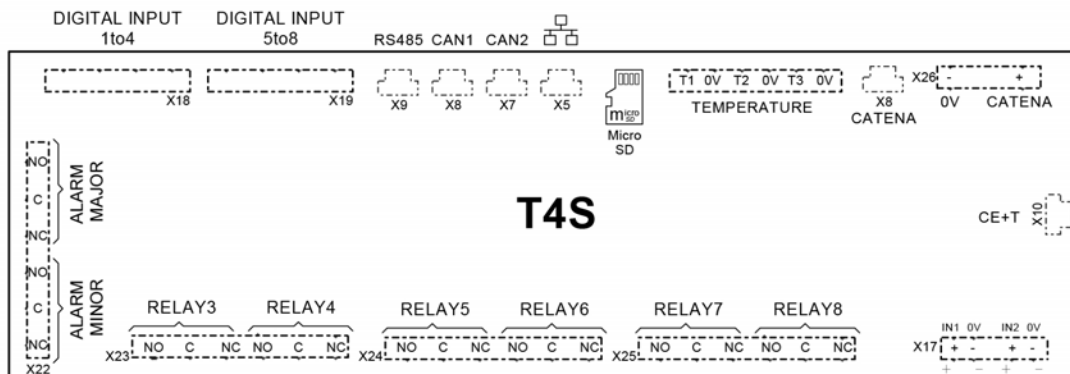 DIGITAL INPUT DIGITAL INPUT
1to4 5to8 RS485 CAN1 CAN2
X18 X19 X9 X8 X7 X5
micro SD
Micro
SD
T1 0V T2 0V T3 0V
TEMPERATURE
X8
CATENA
X26 - +
0V CATENA
NO
C
NC
ALARM
MAJOR
T4S
CE+T X10
NO
C
NC
ALARM
MINOR
X22
RELAY3 RELAY4 RELAY5 RELAY6 RELAY7 RELAY8
X23 NO C NC NO C NC X24 NO C NC NO C NC X25 NO C NC NO C NC
IN1 0V IN2 0V
X17 + - + -
+ - + -